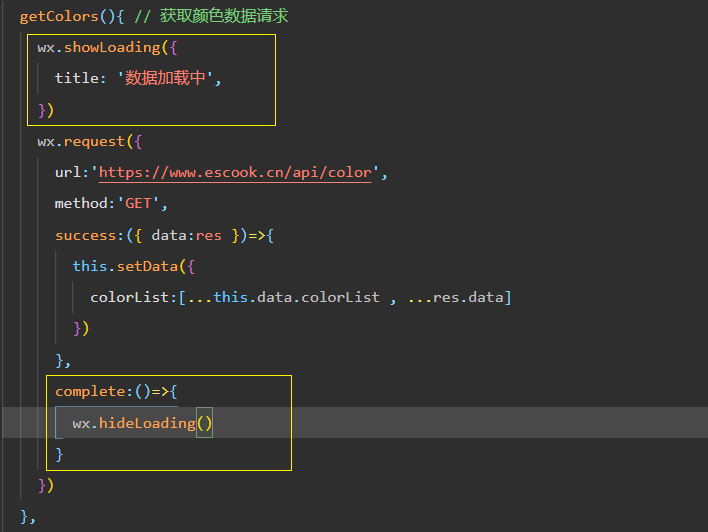 getColors(){ // 获取颜色数据请求
wx.showLoading({
title: '数据加载中',
})
wx.request({
url:'https://www.escook.cn/api/color',
method:'GET',
success:({ data:res })=>{
this.setData({
colorList:[...this.data.colorList , ...res.data]
})
},
complete:()=>{
wx.hideLoading()
}
})
},